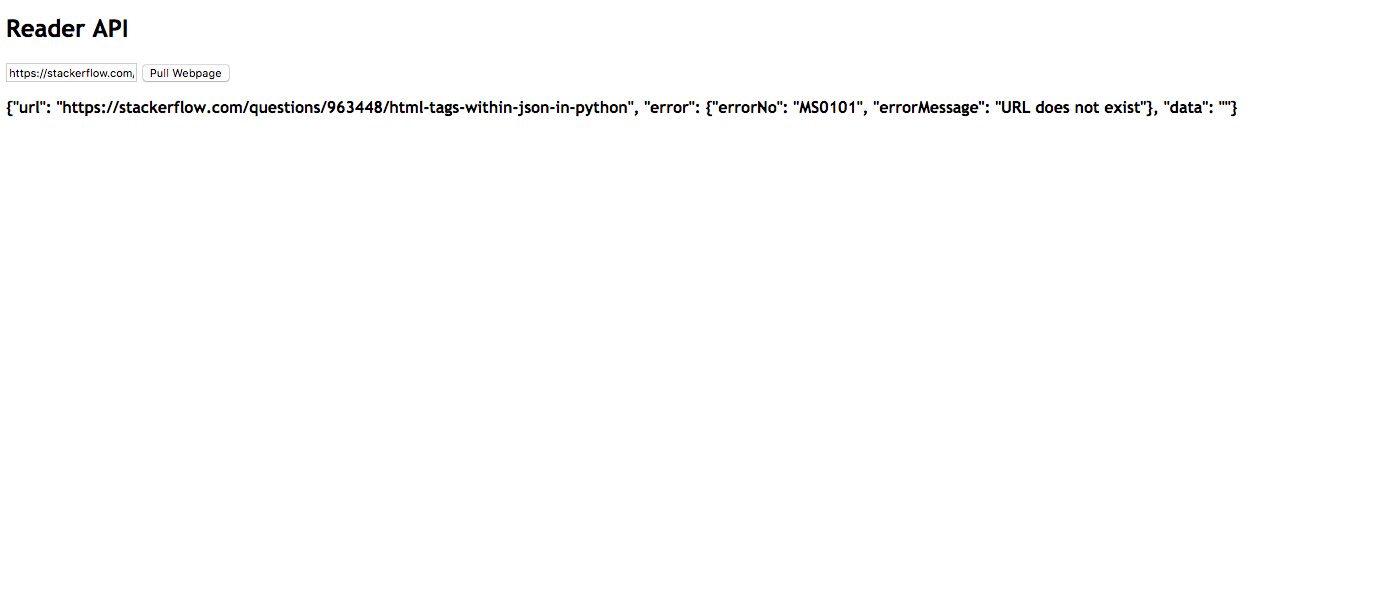 Reader API
https://stackerflow.com, Pull Webpage
{"url": "https://stackerflow.com/questions/963448/html-tags-within-json-in-python", "error": {"errorNo": "MS0101", "errorMessage": "URL does not exist"}, "data": ""}